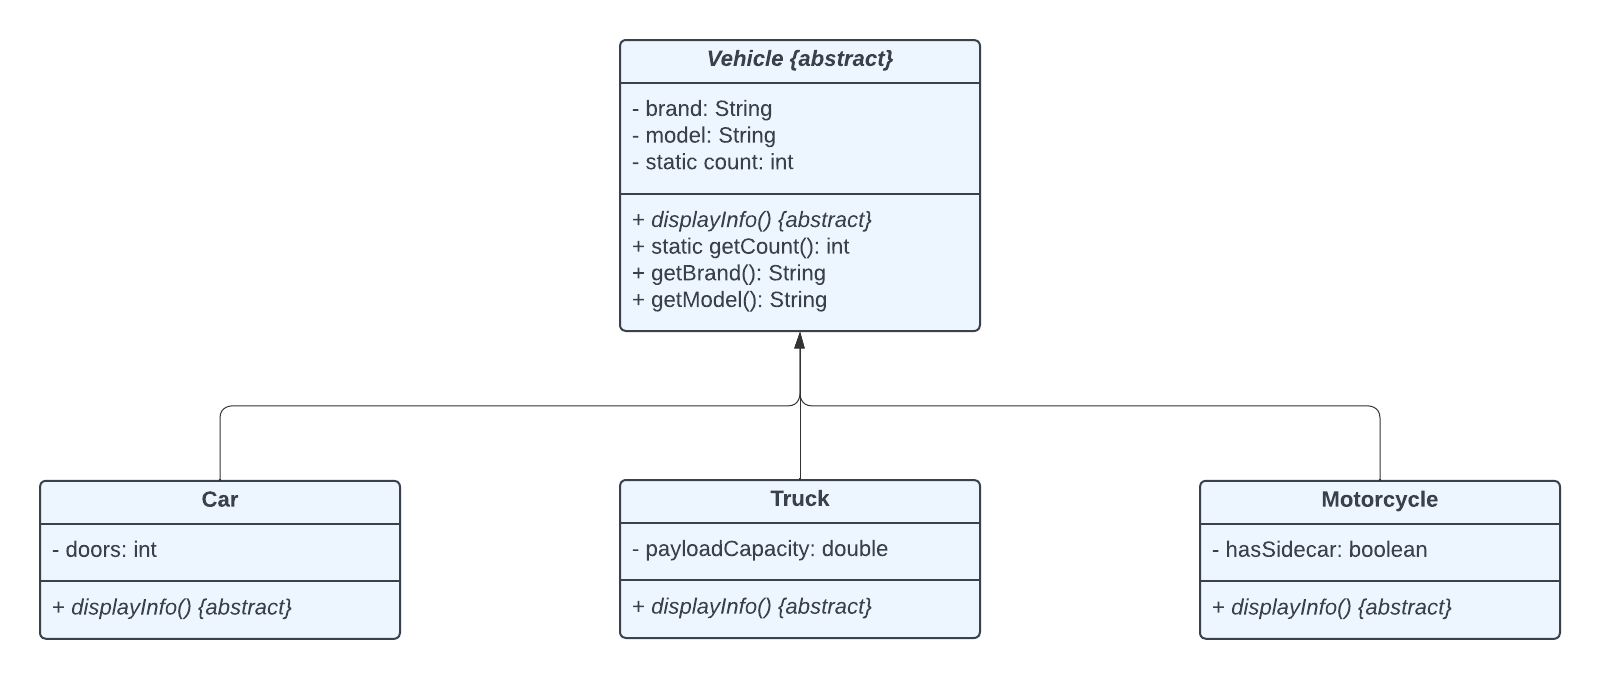 Vehicle {abstract}
- brand: String
- model: String
- static count: int
+ displayInfo() {abstract}
+ static getCount(): int
+ getBrand(): String
+ getModel(): String
Car
- doors: int
+ displayInfo() {abstract}
Truck
- payloadCapacity: double
+ displayInfo() {abstract}
Motorcycle
- hasSidecar: boolean
+ displayInfo() {abstract}